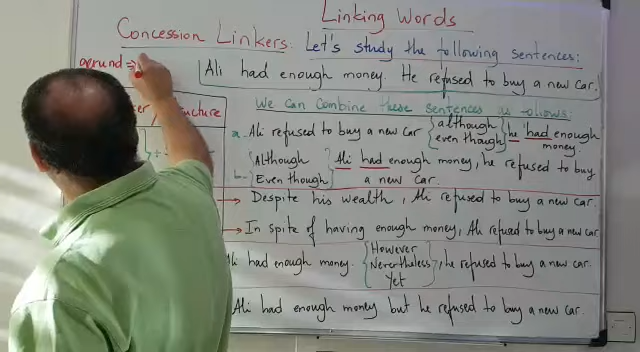 Linking Words
Concession Linkers. Let's study the following sentences:
gerund ⇒
Ali had enough money. He refused to buy a new car.
We can combine these sentences as follows:
a. Ali refused to buy a new car {although / even though} he had enough money
b. {Although / Even though} Ali had enough money, he refused to buy a new car.
→ Despite his wealth, Ali refused to buy a new car.
→ In spite of having enough money, Ali refused to buy a new car
Ali had enough money. {However / Nevertheless / Yet}, he refused to buy a new car.
Ali had enough money but he refused to buy a new car.